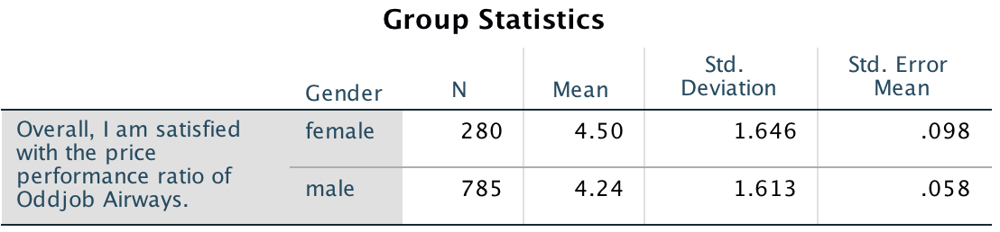 Group Statistics
Gender N Mean Std. Deviation Std. Error Mean
Overall, I am satisfied
with the price
performance ratio of
Oddjob Airways.
female 280 4.50 1.646 .098
male 785 4.24 1.613 .058